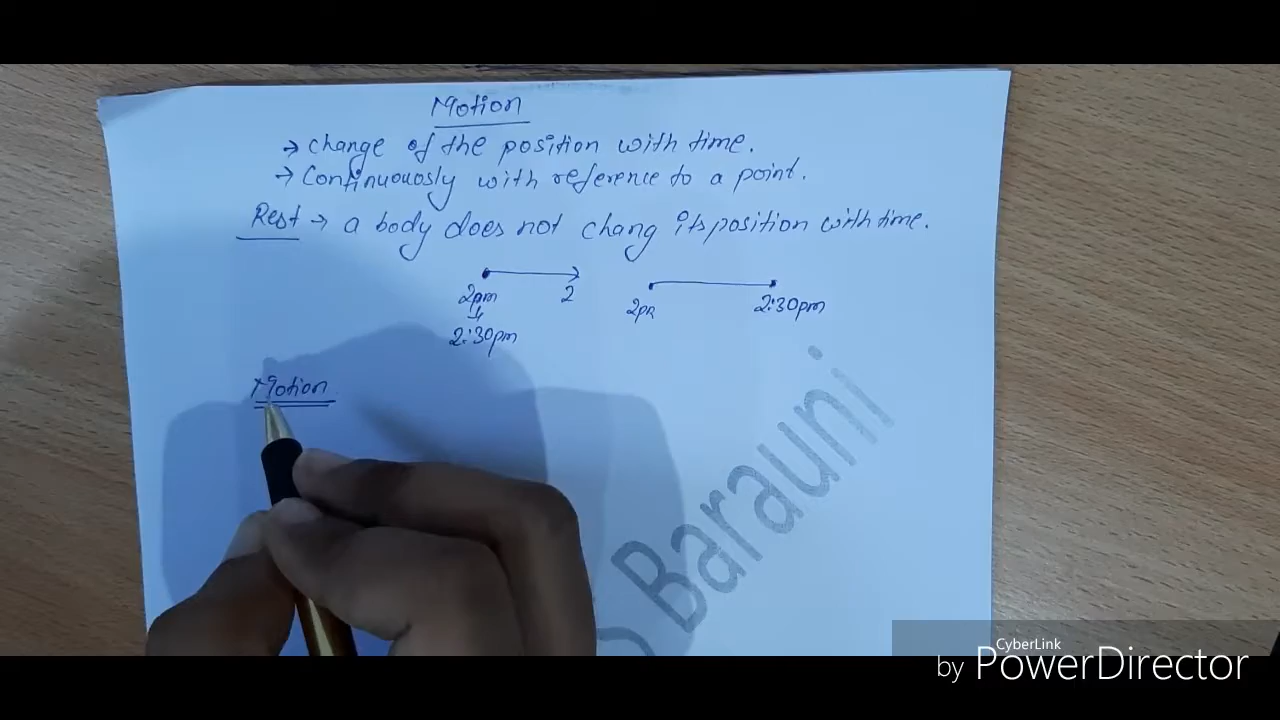 Motion
→ change of the position with time.
→ Continuously with reference to a point.
Rest → a body does not chang its position with time.
2pm 2 2pm 2:30pm
2:30pm
Motion
Barauni
CyberLink
by PowerDirector